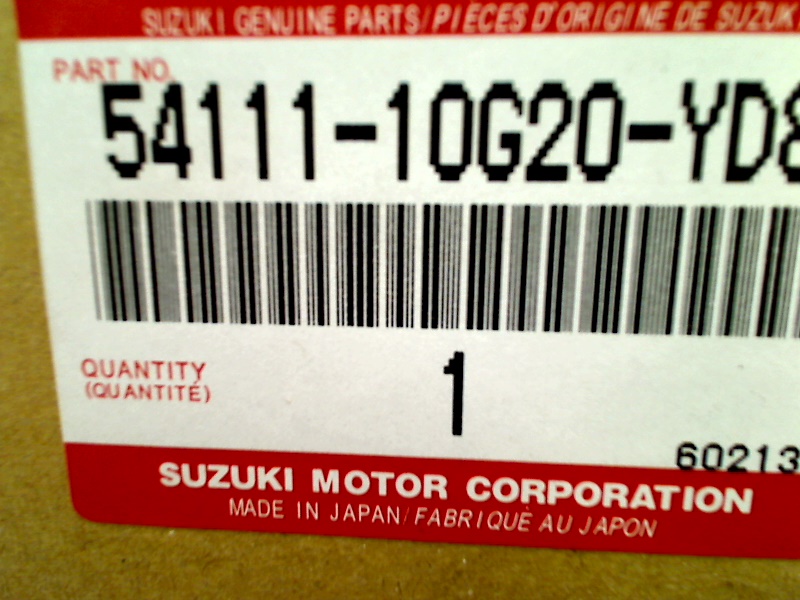 SUZUKI GENUINE PARTS/PIÈCES D'ORIGINE DE SUZUK
PART NO.
54111-10G20-YD8
QUANTITY
1
(QUANTITÉ)
60213
SUZUKI MOTOR CORPORATION
MADE IN JAPAN/FABRIQUÉ AU JAPON